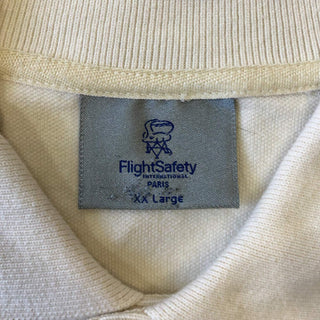 FlightSafety
INTERNATIONAL
PARIS
XX Large